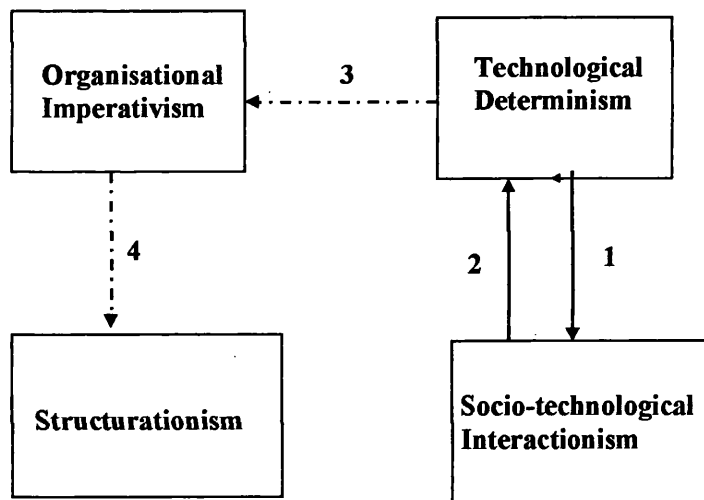 Organisational
Imperativism
3
Technological
Determinism
4
2
1
Structurationism
Socio-technological
Interactionism